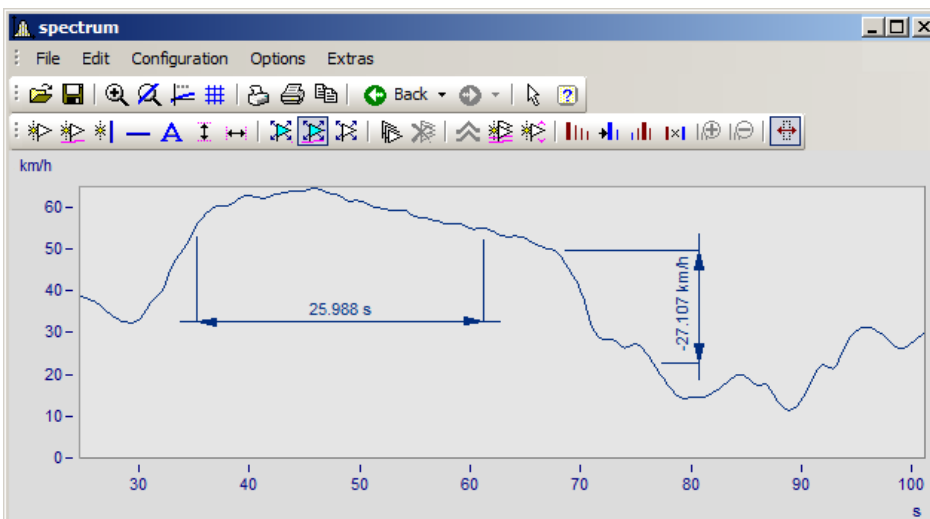 spectrum
File Edit Configuration Options Extras
Back
A
km/h
60
50
40
30
20
10
0
25.988 s
-27.107 km/h
30 40 50 60 70 80 90 100
s